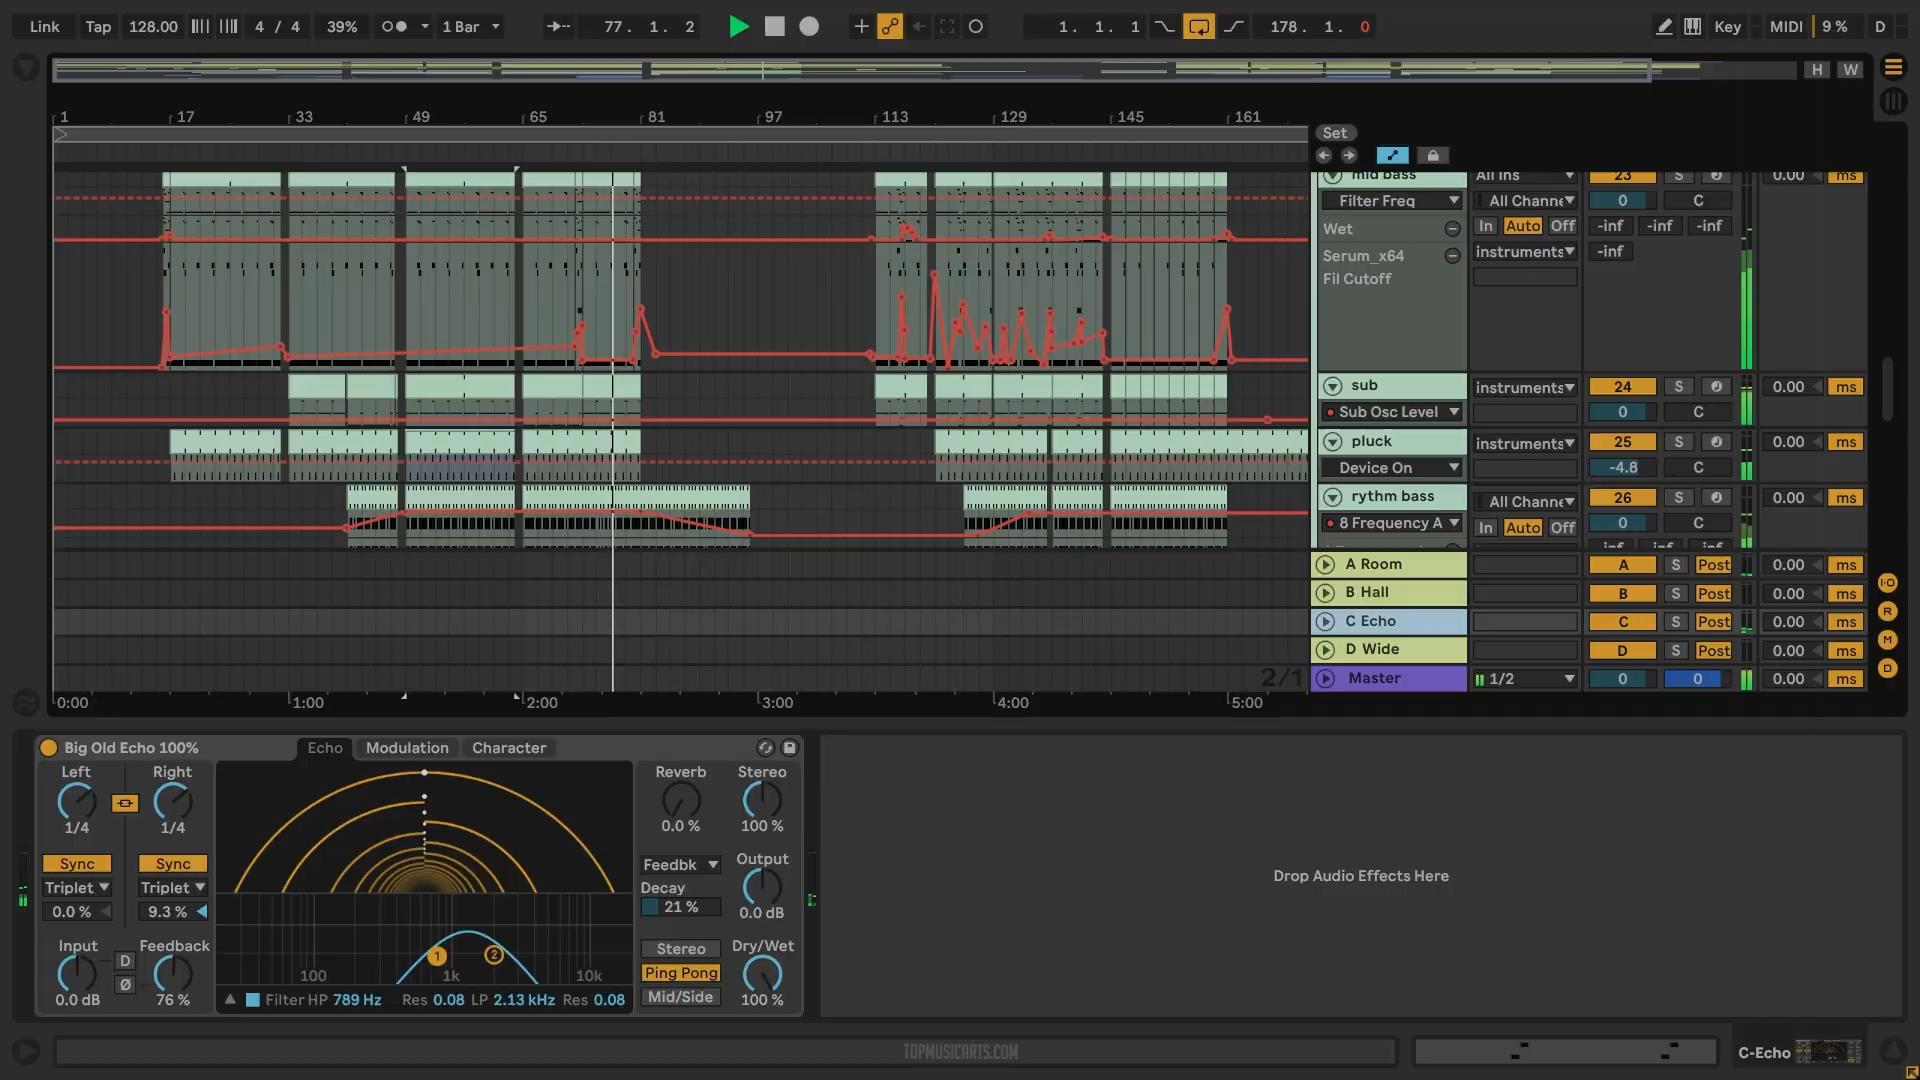 Link Tap 128.00 4 / 4 39% 1 Bar 77. 1. 2 1. 1. 1 178. 1. 0 Key MIDI 9 % D
H W
1 17 33 49 65 81 97 113 129 145 161
Set
mid bass All Ins 23 S 0.00 ms
Filter Freq All Channe 0 C
Wet In Auto Off -inf -inf -inf
Serum_x64 instruments -inf
Fil Cutoff
sub instruments 24 S 0.00 ms
Sub Osc Level 0 C
pluck instruments 25 S 0.00 ms
Device On -4.8 C
rythm bass All Channe 26 S 0.00 ms
8 Frequency A In Auto Off 0 C
inf inf inf
A Room A S Post 0.00 ms
B Hall B S Post 0.00 ms
C Echo C S Post 0.00 ms
D Wide D S Post 0.00 ms
2/1 Master 1/2 0 0 0.00 ms
I·O
R
M
D
0:00 1:00 2:00 3:00 4:00 5:00
Big Old Echo 100% Echo Modulation Character
Left Right Reverb Stereo
1/4 1/4 0.0 % 100 %
Sync Sync Feedbk Output
Triplet Triplet Decay
0.0 % 9.3 % 21 % 0.0 dB
Drop Audio Effects Here
Input Feedback Stereo Dry/Wet
D 1 2
100 1k 10k Ping Pong
Ø
0.0 dB 76 % Filter HP 789 Hz Res 0.08 LP 2.13 kHz Res 0.08 Mid/Side 100 %
TOPMUSICARTS.COM C-Echo